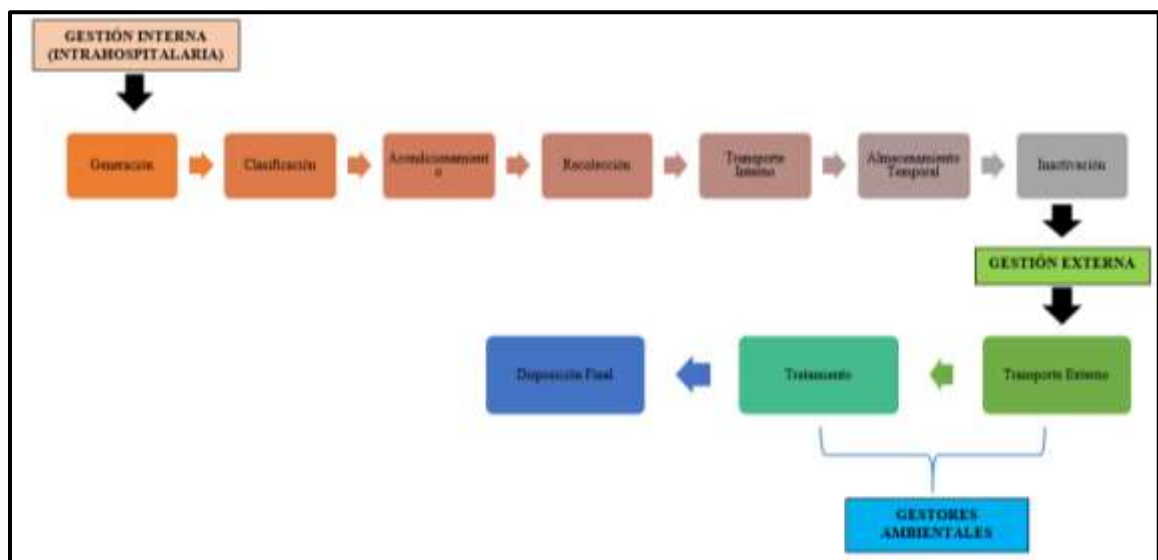 GESTIÓN INTERNA
(INTRAHOSPITALARIA)
Generación
Clasificación
Acondicionamient
o
Recolección
Transporte
Interno
Almacenamiento
Temporal
Inactivación
GESTIÓN EXTERNA
Disposición Final
Tratamiento
Transporte Externo
GESTORES
AMBIENTALES